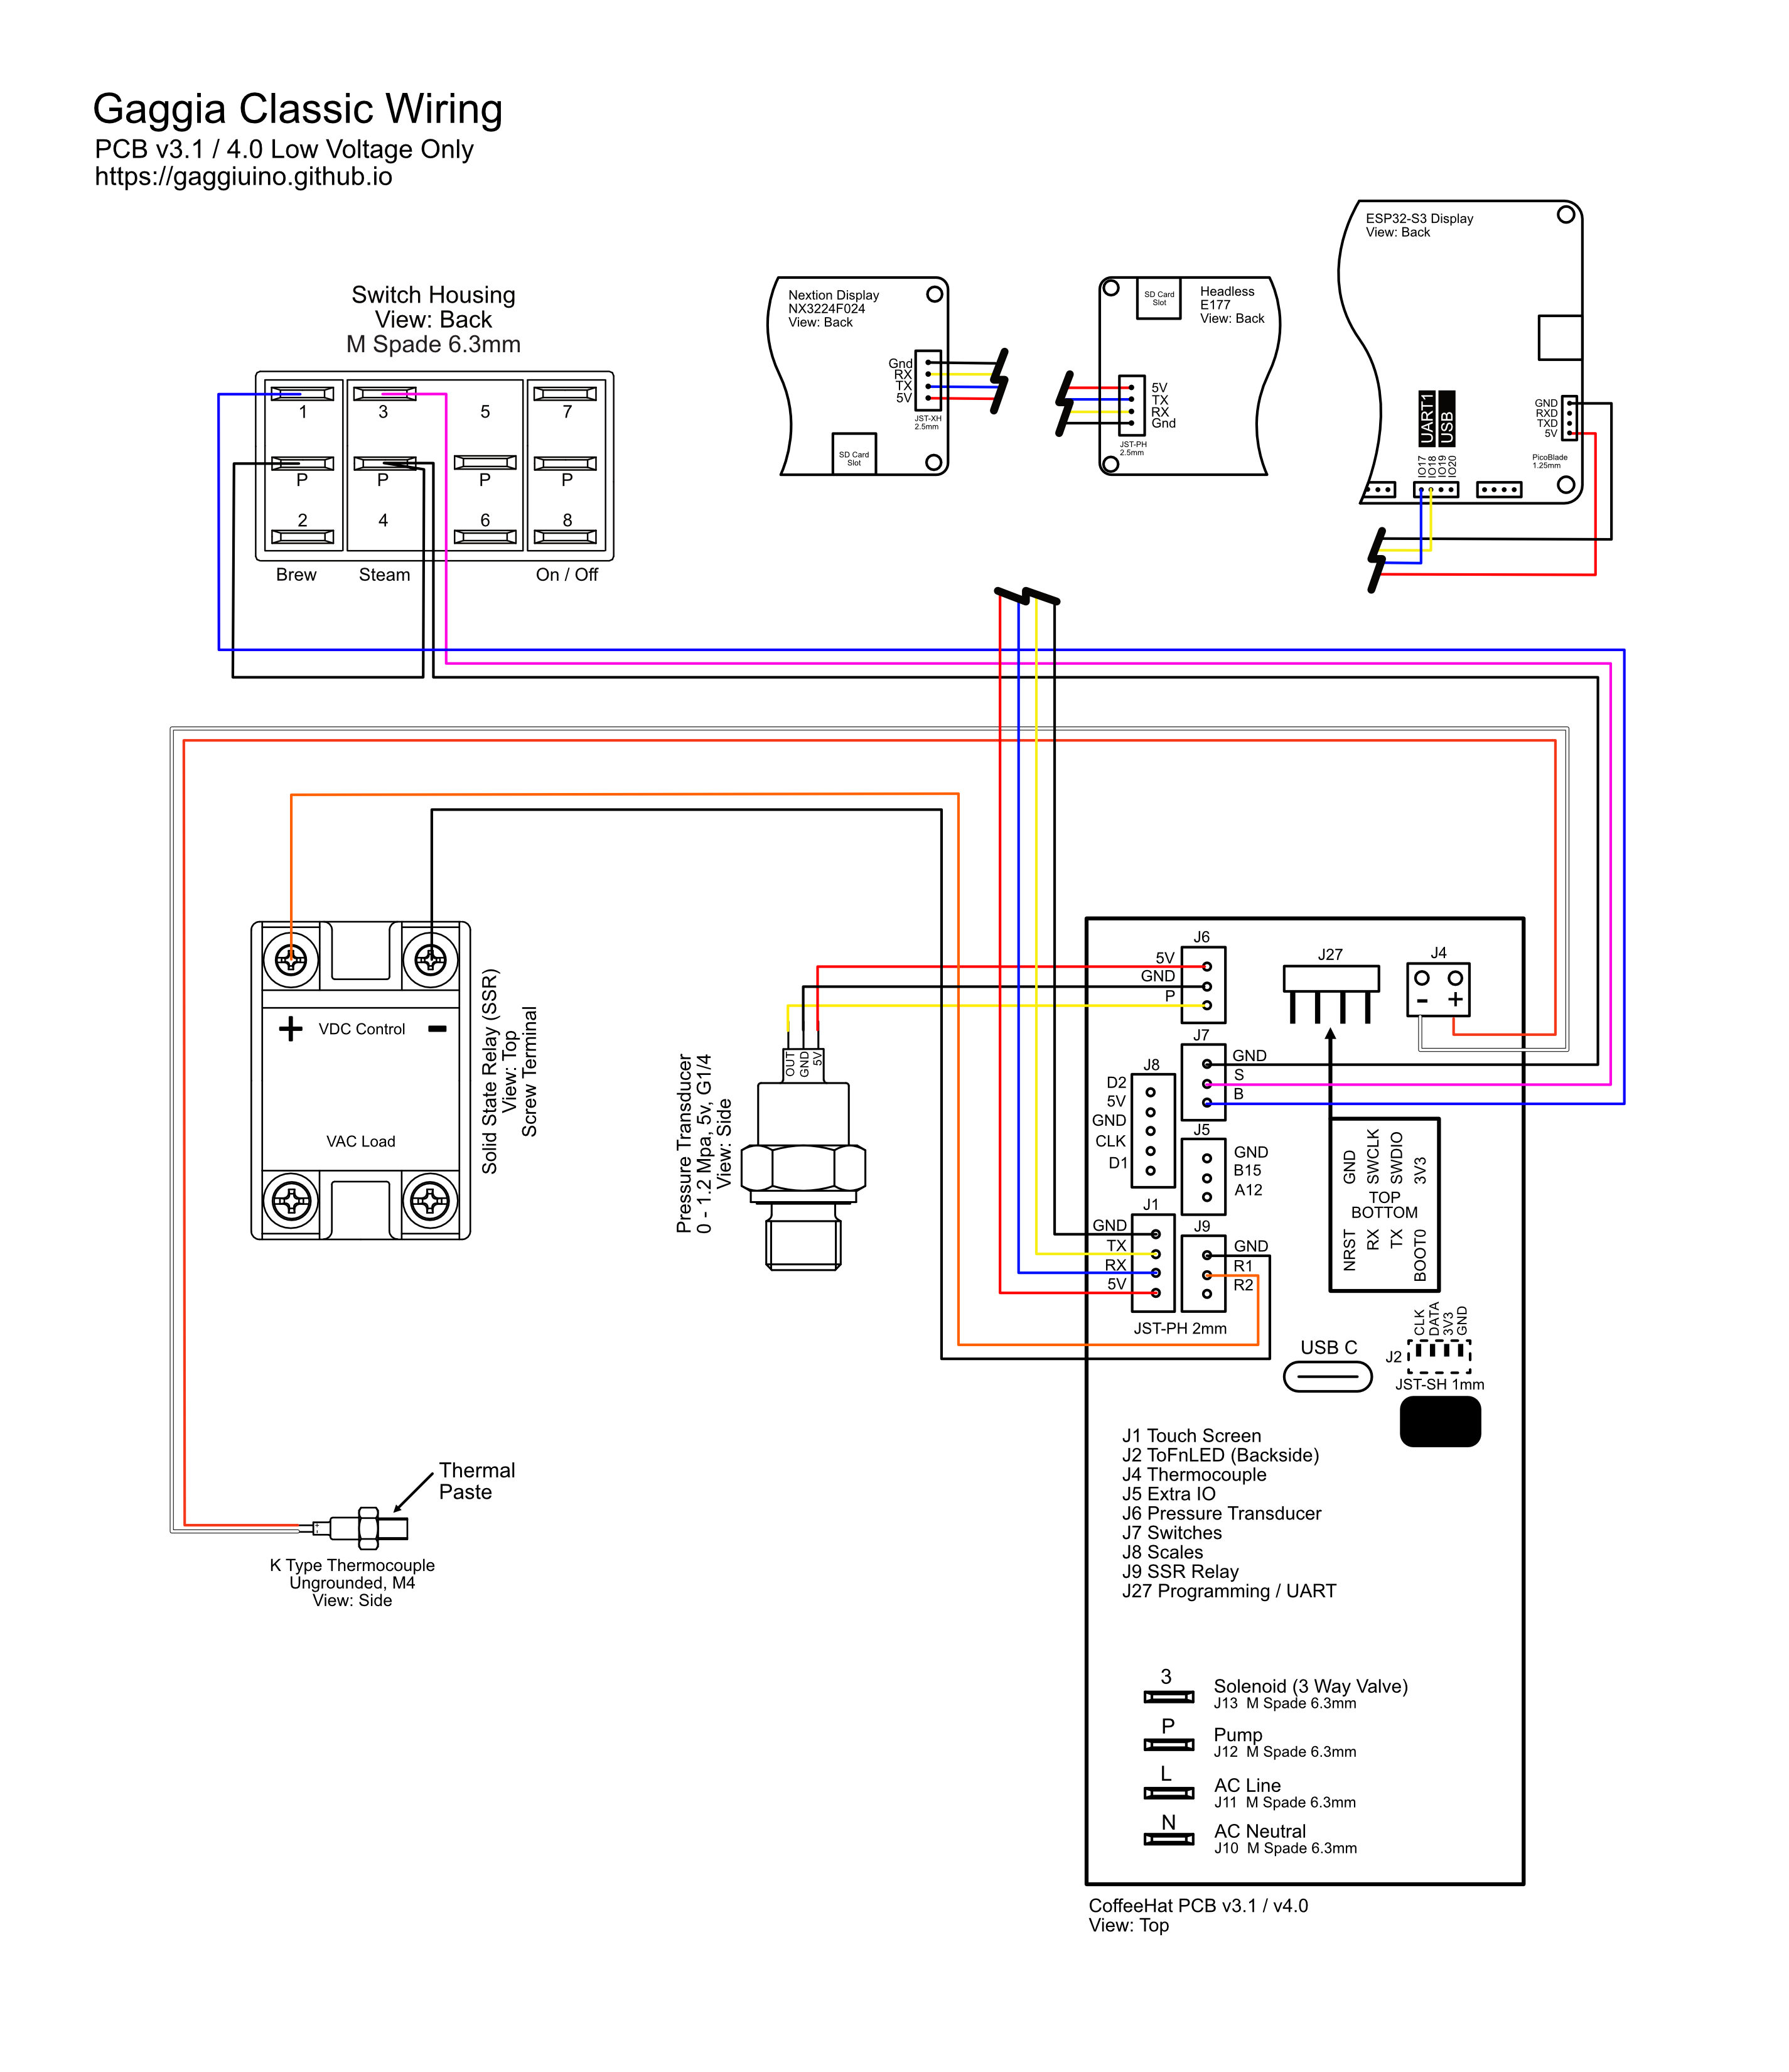 Gaggia Classic Wiring
PCB v3.1 / 4.0 Low Voltage Only
https://gaggiuino.github.io
Switch Housing
View: Back
M Spade 6.3mm
1
3
5
7
P
P
P
P
2
4
6
8
Brew
Steam
On / Off
Nextion Display
NX3224F024
View: Back
Gnd
RX
TX
5V
JST-XH
2.5mm
SD Card
Slot
SD Card
Slot
Headless
E177
View: Back
5V
TX
RX
Gnd
JST-PH
2.5mm
ESP32-S3 Display
View: Back
UART1
USB
IO17
IO18
IO19
IO20
GND
RXD
TXD
5V
PicoBlade
1.25mm
+
VDC Control
-
VAC Load
Solid State Relay (SSR)
View: Top
Screw Terminal
OUT
GND
5V
Pressure Transducer
0 - 1.2 Mpa, 5v, G1/4
View: Side
Thermal
Paste
K Type Thermocouple
Ungrounded, M4
View: Side
J6
5V
GND
P
J27
J4
-
+
J7
GND
S
B
J8
D2
5V
GND
CLK
D1
J5
GND
B15
A12
J1
GND
TX
RX
5V
J9
GND
R1
R2
JST-PH 2mm
GND
SWCLK
SWDIO
3V3
TOP
BOTTOM
NRST
RX
TX
BOOT0
USB C
CLK
DATA
3V3
GND
J2
JST-SH 1mm
J1 Touch Screen
J2 ToFnLED (Backside)
J4 Thermocouple
J5 Extra IO
J6 Pressure Transducer
J7 Switches
J8 Scales
J9 SSR Relay
J27 Programming / UART
3
Solenoid (3 Way Valve)
J13 M Spade 6.3mm
P
Pump
J12 M Spade 6.3mm
L
AC Line
J11 M Spade 6.3mm
N
AC Neutral
J10 M Spade 6.3mm
CoffeeHat PCB v3.1 / v4.0
View: Top